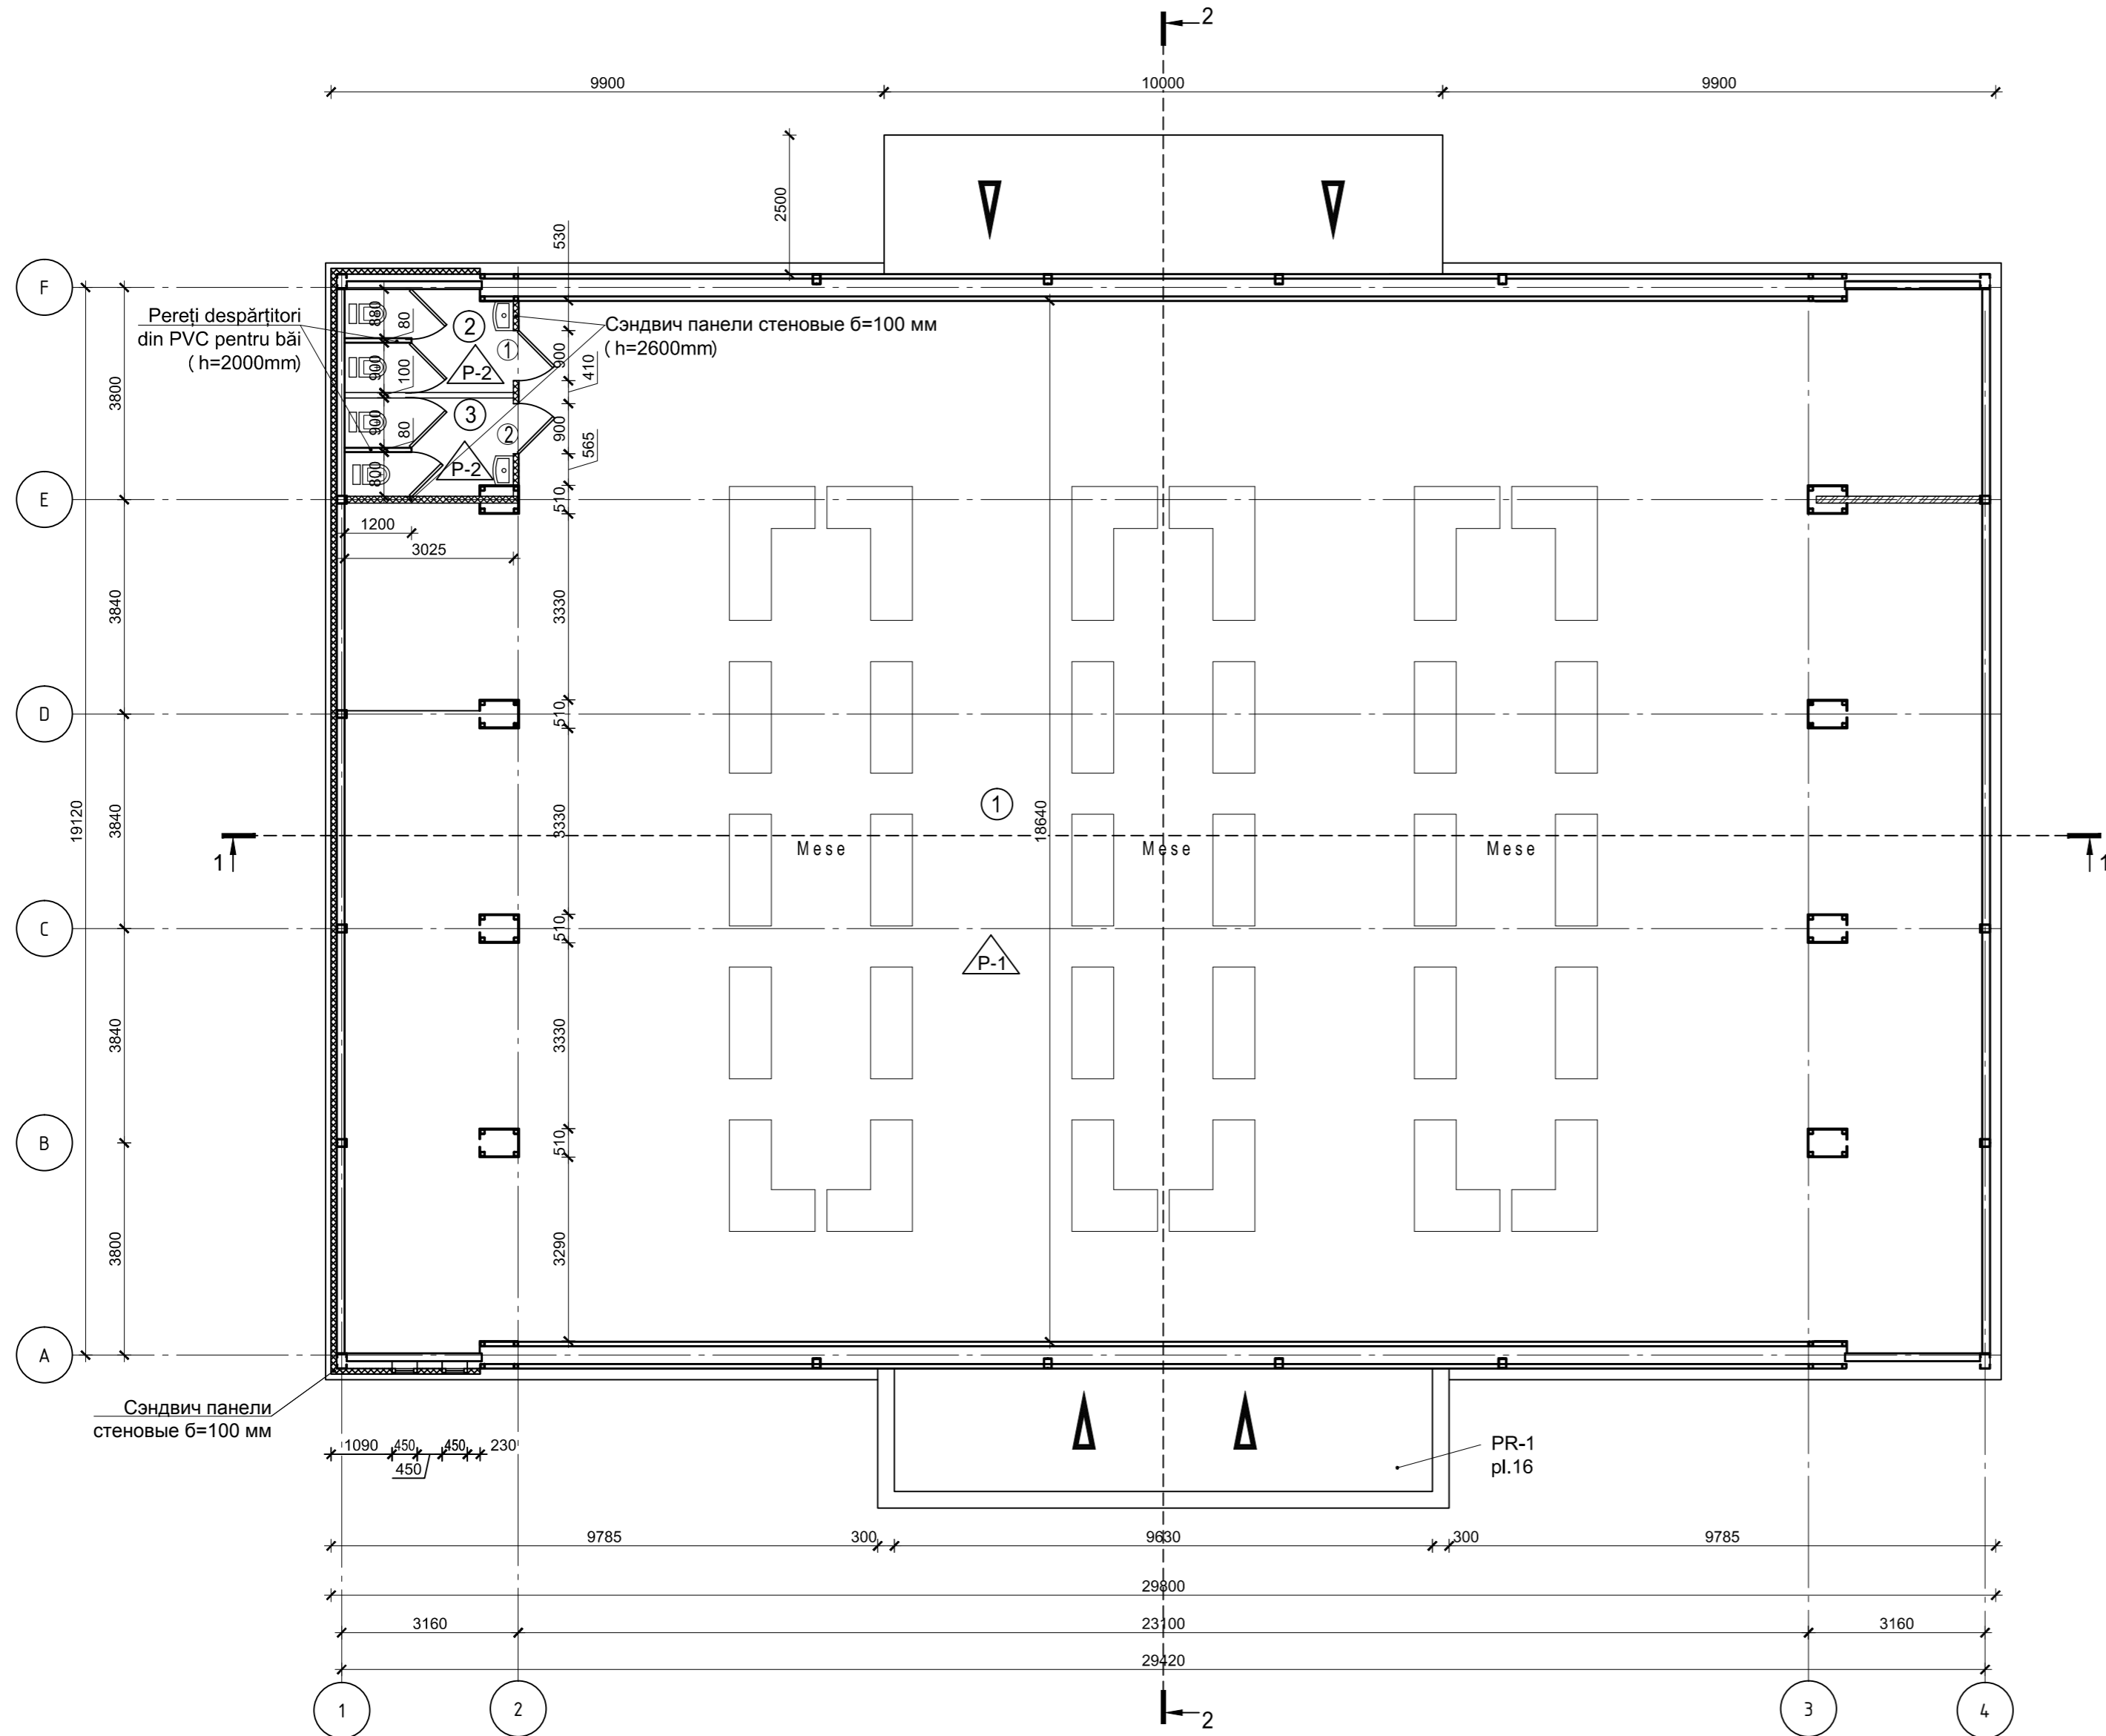 2
9900
10000
9900
2500
530
F
Pereți despărțitori
din PVC pentru băi
( h=2000mm)
880
80
2
1
P-2
Сэндвич панели стеновые б=100 мм
( h=2600mm)
900
100
900
410
3800
900
80
3
2
P-2
900
565
800
E
510
1200
3025
3840
3330
D
510
19120
3840
3330
1
18640
1
Mese
Mese
Mese
1
C
510
P-1
3840
3330
B
510
3800
3290
A
Сэндвич панели
стеновые б=100 мм
1090
450
450
230
450
PR-1
pl.16
9785
300
9630
300
9785
29800
3160
23100
3160
29420
1
2
2
3
4